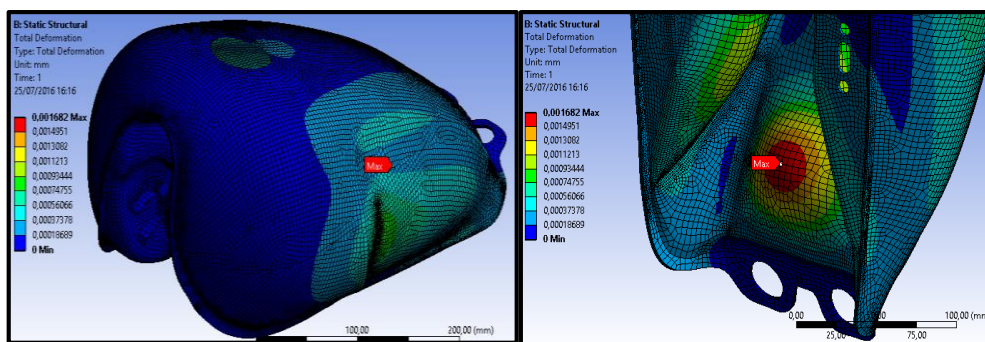 B: Static Structural
Total Deformation
Type: Total Deformation
Unit: mm
Time: 1
25/07/2016 16:16
0,001682 Max
0,0014951
0,0013082
0,0011213
0,00093444
0,00074755
0,00056066
0,00037378
0,00018689
0 Min
Max
100,00
200,00 (mm)
B: Static Structural
Total Deformation
Type: Total Deformation
Unit: mm
Time: 1
25/07/2016 16:16
0,001682 Max
0,0014951
0,0013082
0,0011213
0,00093444
0,00074755
0,00056066
0,00037378
0,00018689
0 Min
Max
0,00
100,00 (mm)
25,00
75,00